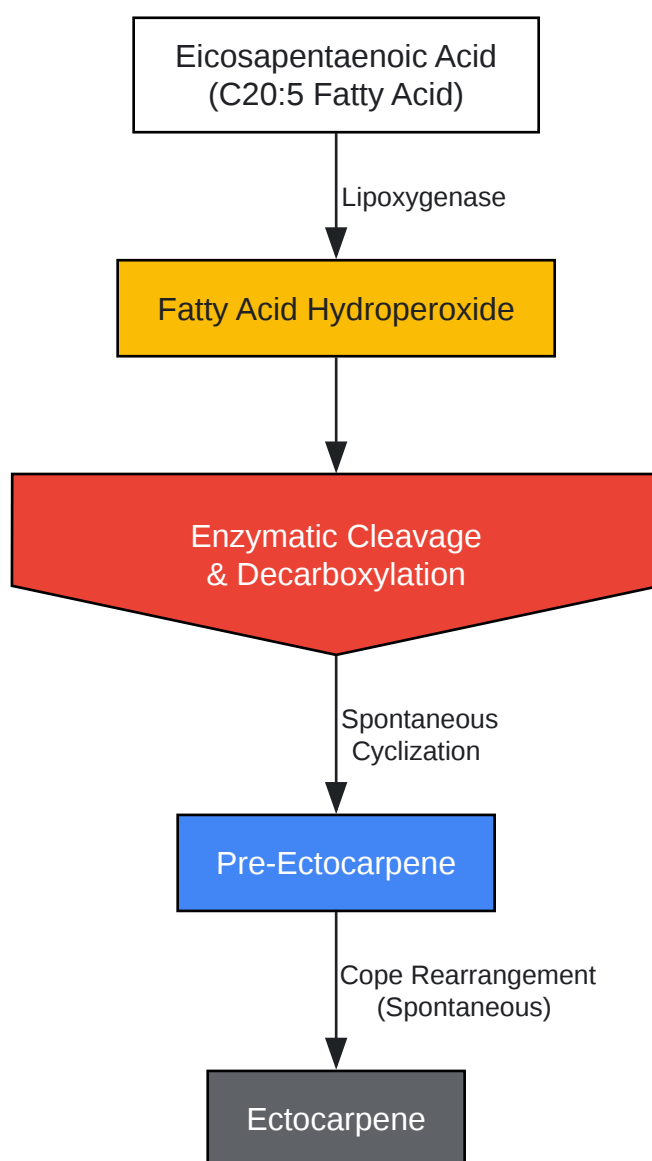 Eicosapentaenoic Acid
(C20:5 Fatty Acid)
Lipoxygenase
Fatty Acid Hydroperoxide
Enzymatic Cleavage
& Decarboxylation
Spontaneous
Cyclization
Pre-Ectocarpene
Cope Rearrangement
(Spontaneous)
Ectocarpene